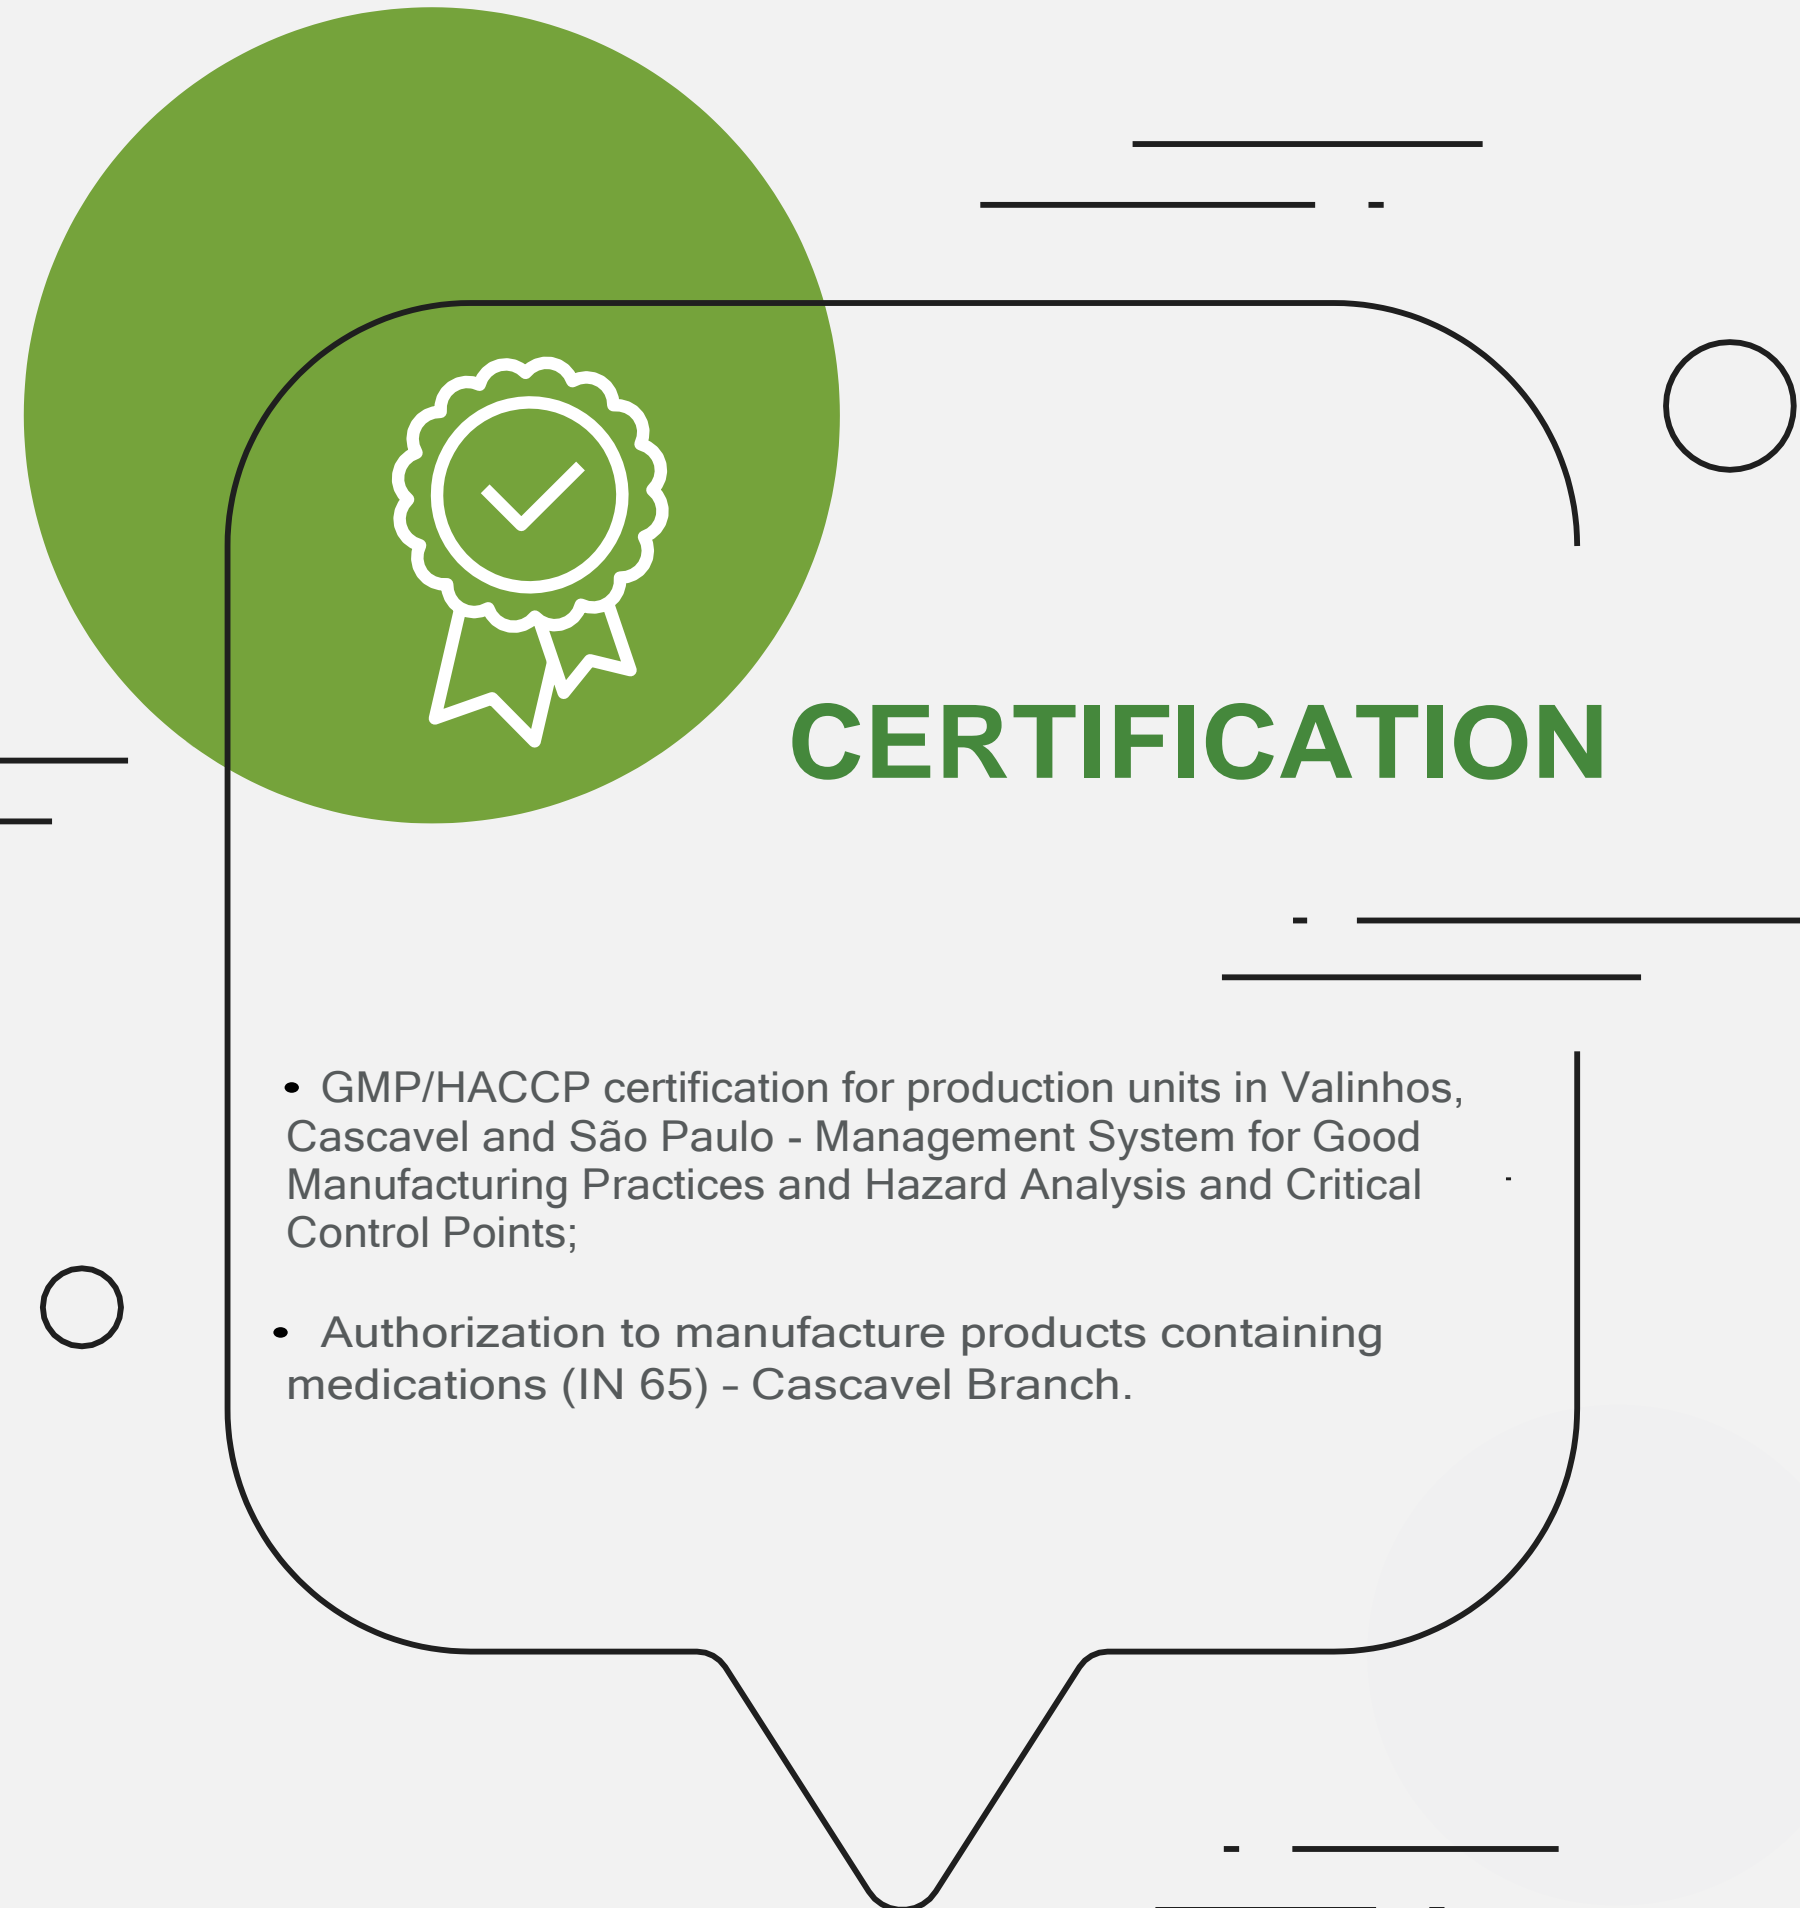 CERTIFICATION
• GMP/HACCP certification for production units in Valinhos,
Cascavel and São Paulo - Management System for Good
Manufacturing Practices and Hazard Analysis and Critical
Control Points;
• Authorization to manufacture products containing
medications (IN 65) – Cascavel Branch.